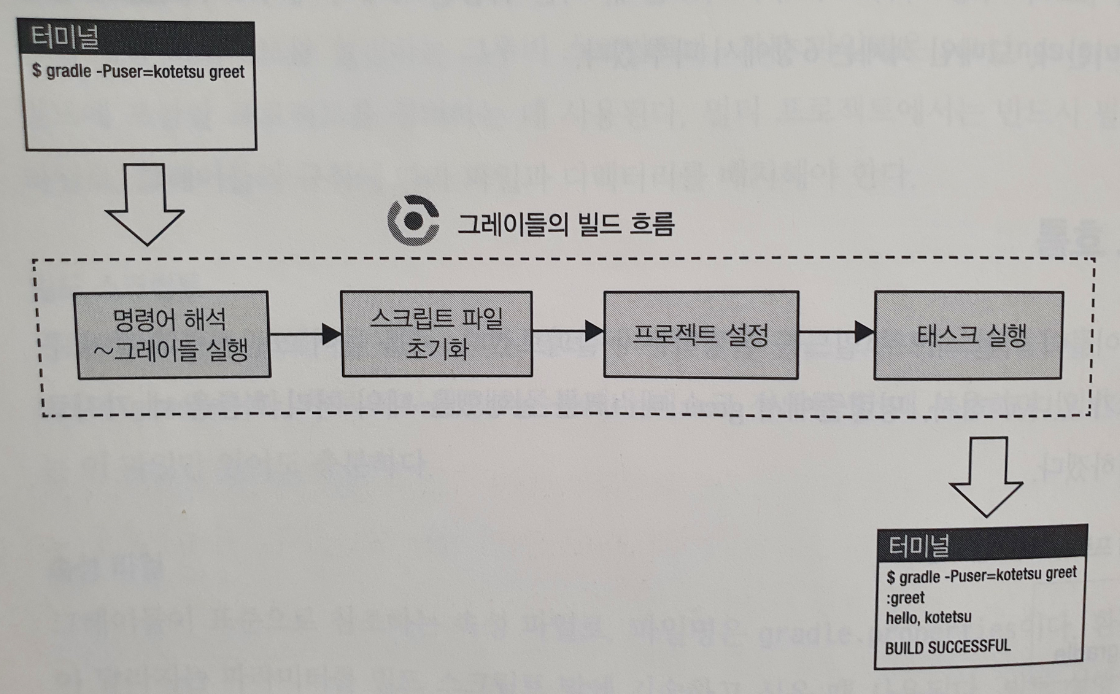 터미널
$ gradle -Puser=kotetsu greet
그레이들의 빌드 흐름
명령어 해석
~그레이들 실행
스크립트 파일
초기화
프로젝트 설정
태스크 실행
터미널
$ gradle -Puser=kotetsu greet
:greet
hello, kotetsu
BUILD SUCCESSFUL